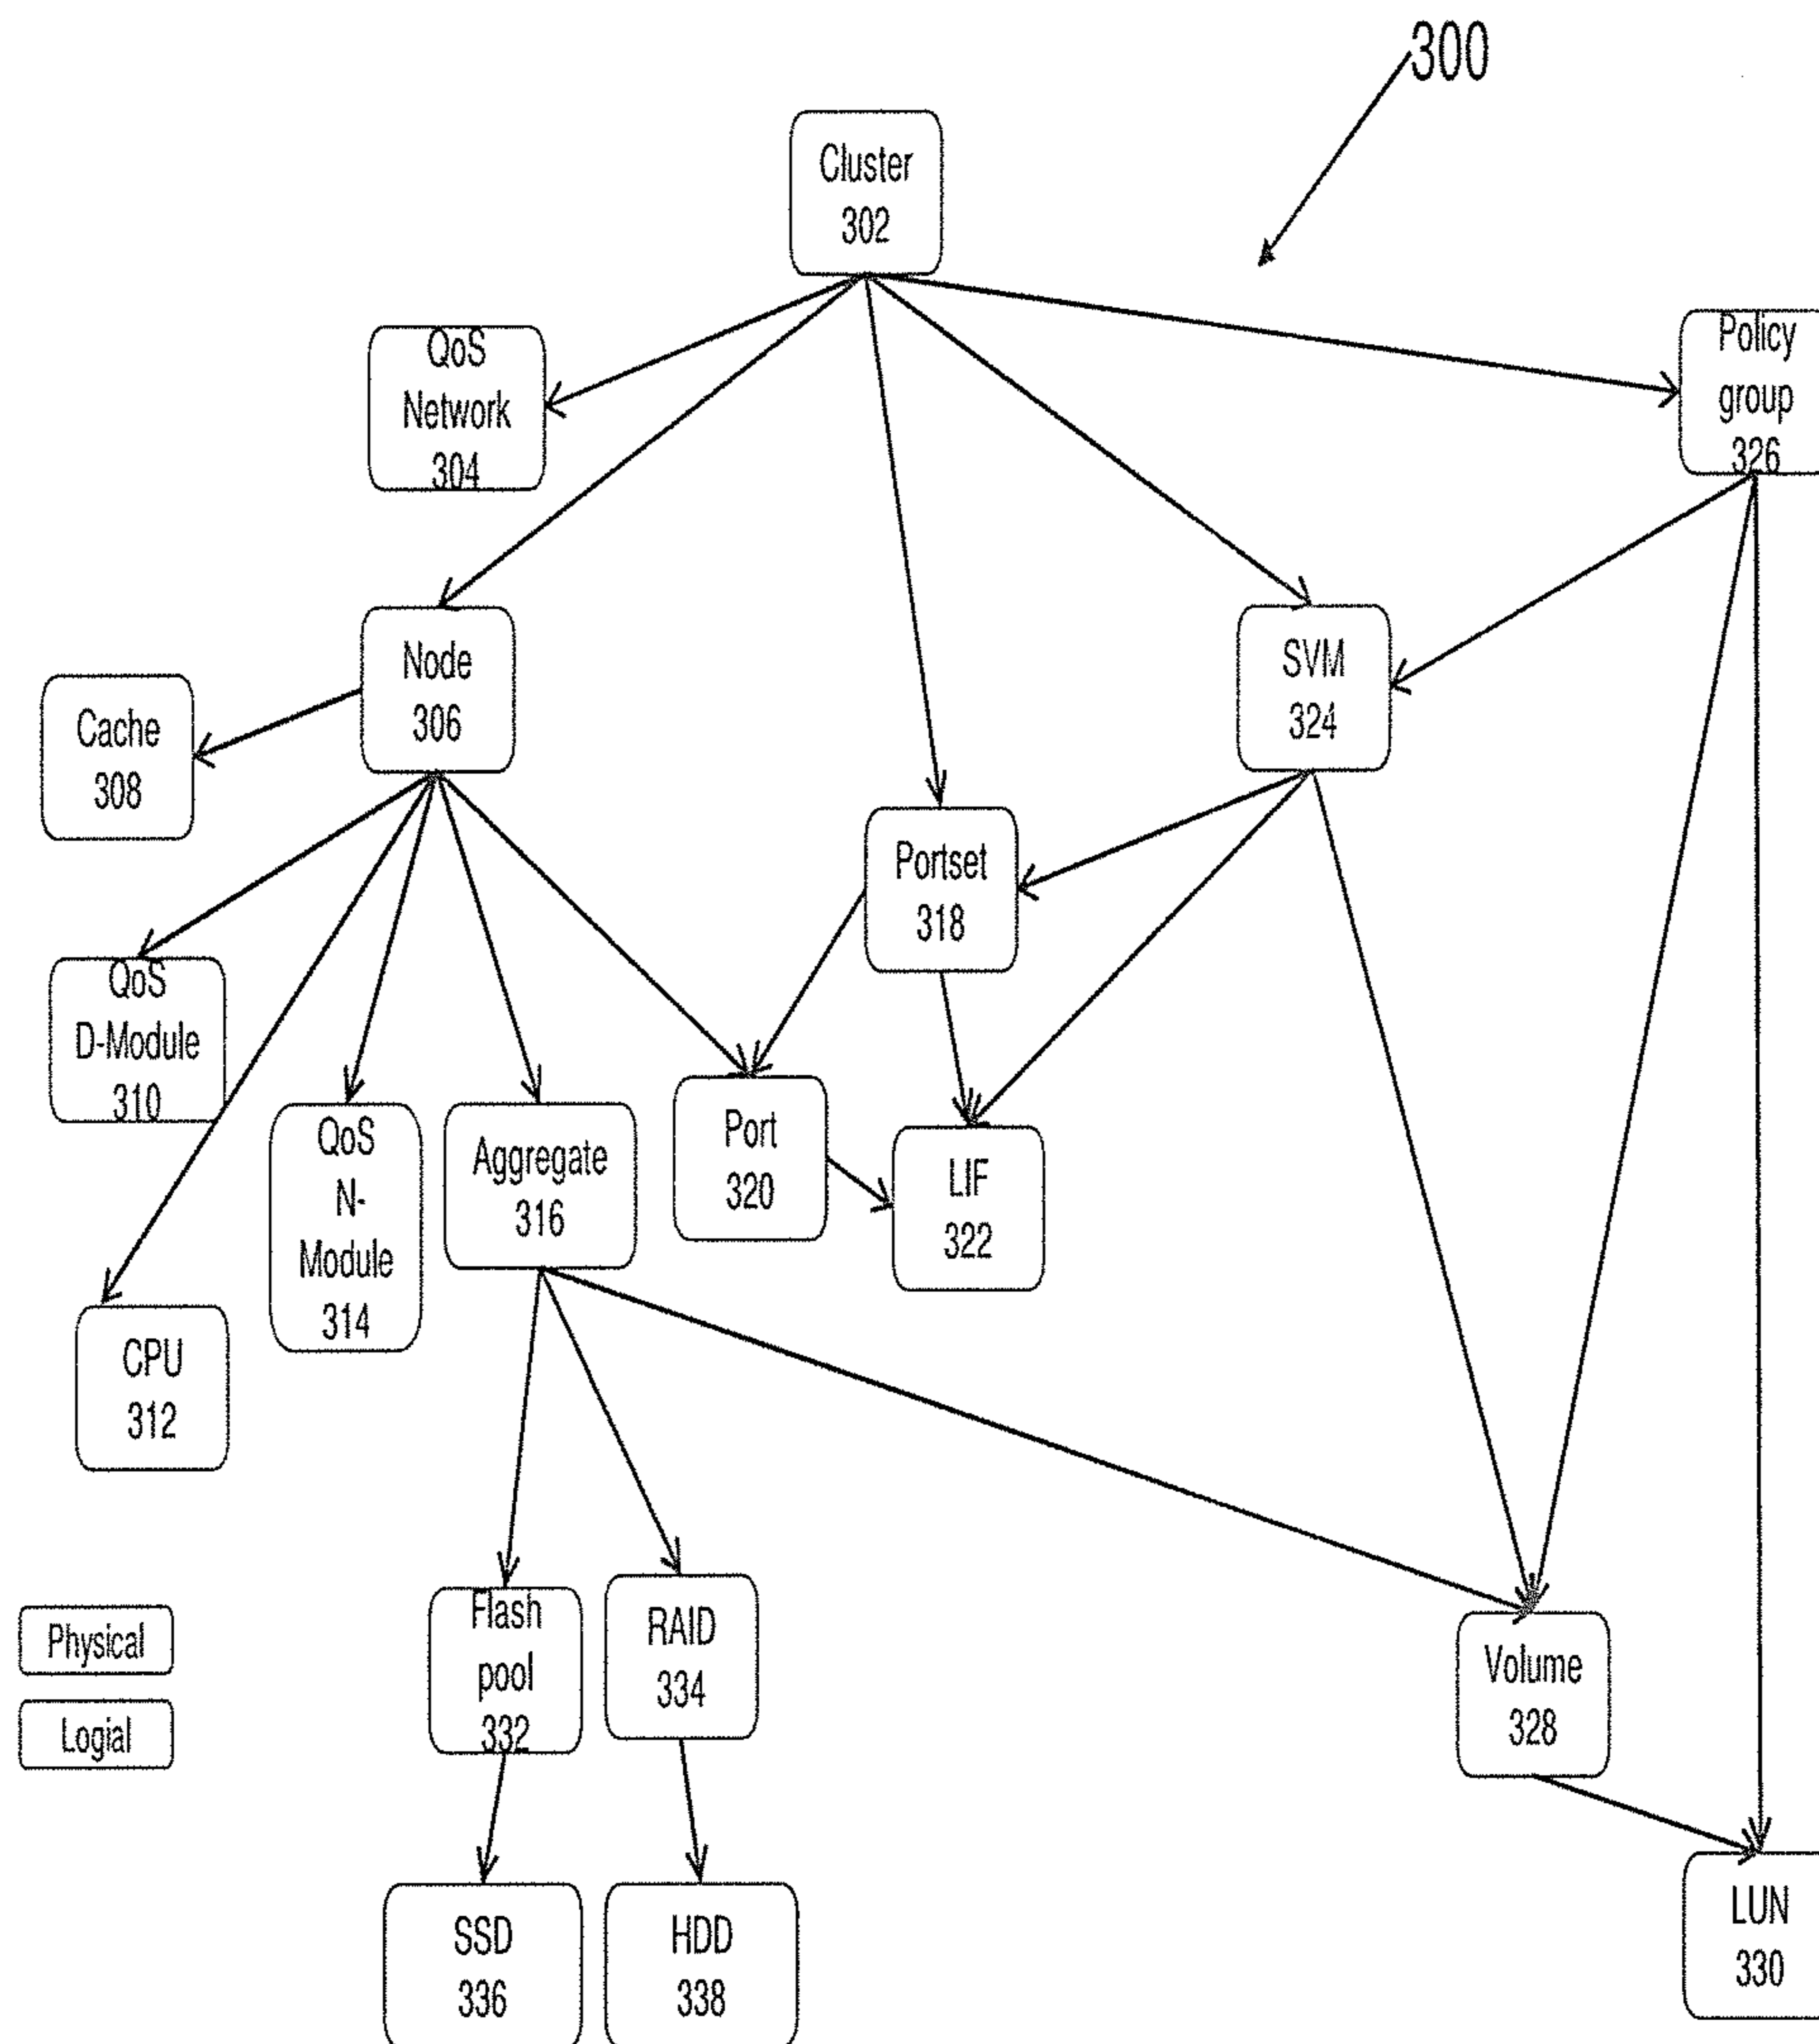 300
Cluster
302
QoS
Network
304
Policy
group
326
Node
306
SVM
324
Cache
308
Portset
318
QoS
D-Module
310
QoS
N-
Module
314
Aggregate
316
Port
320
LIF
322
CPU
312
Flash
pool
332
RAID
334
Physical
Logial
Volume
328
SSD
336
HDD
338
LUN
330